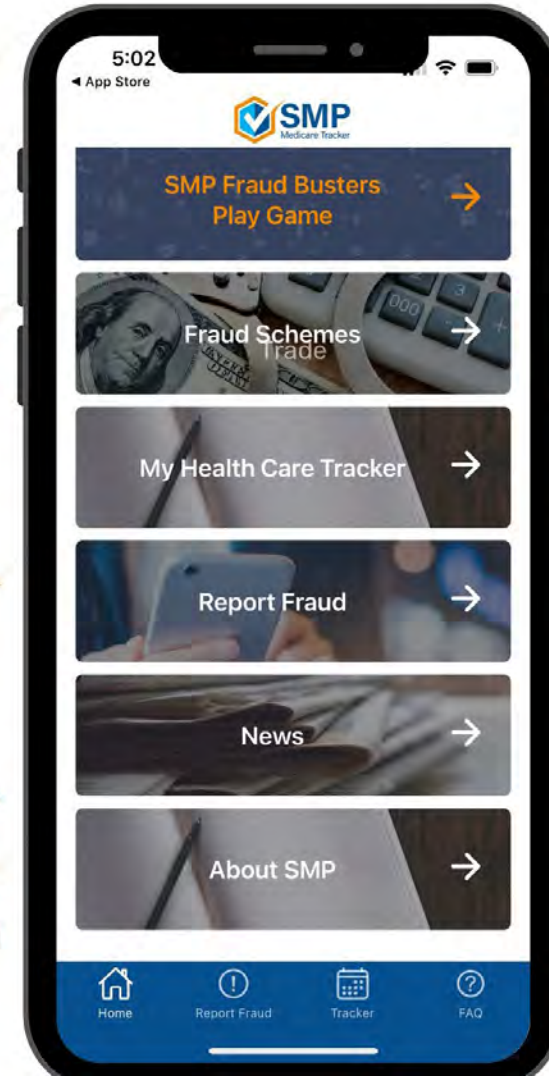 5:02
App Store
SMP
Medicare Tracker
SMP Fraud Busters
Play Game
Fraud Schemes
Trade
My Health Care Tracker
Report Fraud
News
About SMP
Home
Report Fraud
Tracker
FAQ